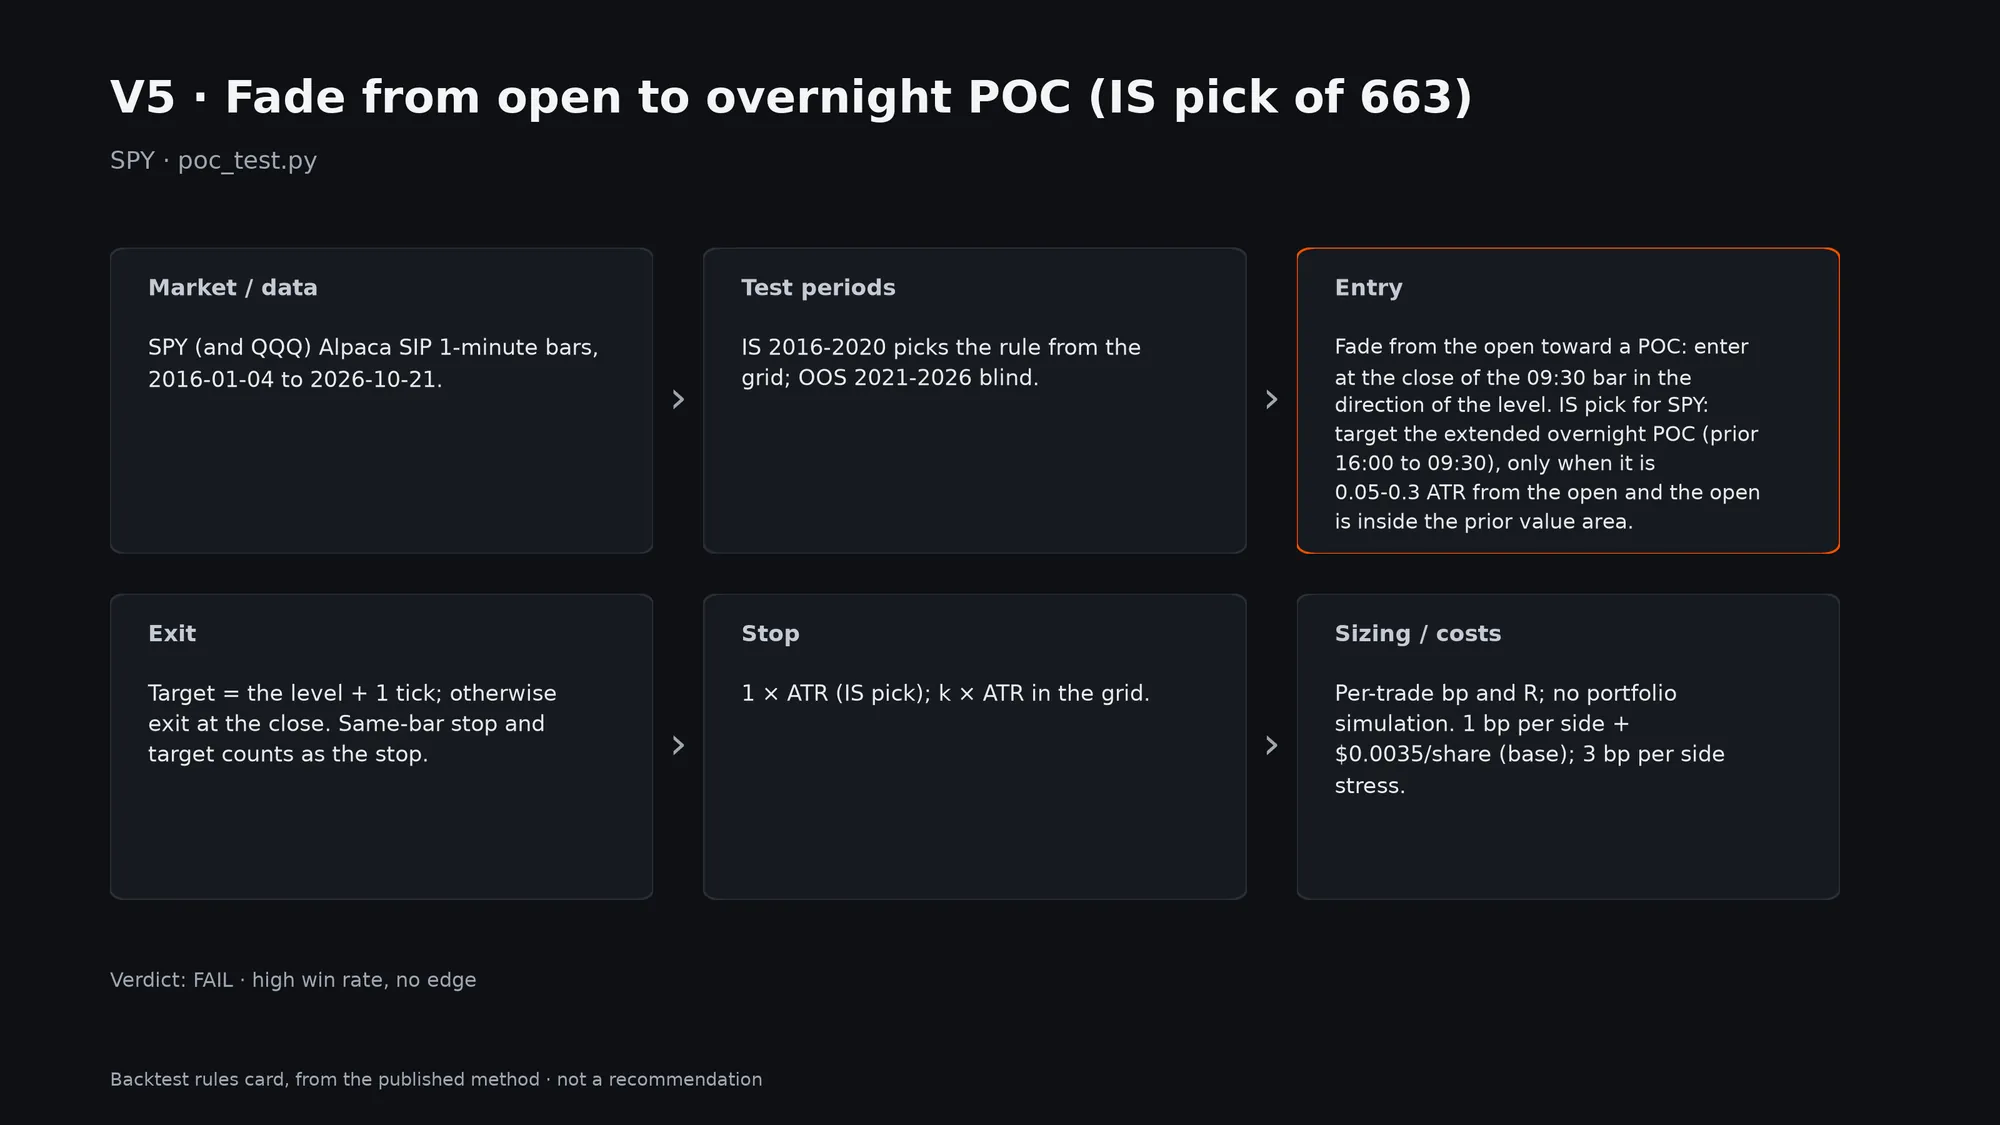 V5 · Fade from open to overnight POC (IS pick of 663)
SPY · poc_test.py
Market / data
SPY (and QQQ) Alpaca SIP 1-minute bars,
2016-01-04 to 2026-10-21.
›
Test periods
IS 2016-2020 picks the rule from the
grid; OOS 2021-2026 blind.
›
Entry
Fade from the open toward a POC: enter
at the close of the 09:30 bar in the
direction of the level. IS pick for SPY:
target the extended overnight POC (prior
16:00 to 09:30), only when it is
0.05-0.3 ATR from the open and the open
is inside the prior value area.
Exit
Target = the level + 1 tick; otherwise
exit at the close. Same-bar stop and
target counts as the stop.
›
Stop
1 × ATR (IS pick); k × ATR in the grid.
›
Sizing / costs
Per-trade bp and R; no portfolio
simulation. 1 bp per side +
$0.0035/share (base); 3 bp per side
stress.
Verdict: FAIL · high win rate, no edge
Backtest rules card, from the published method · not a recommendation